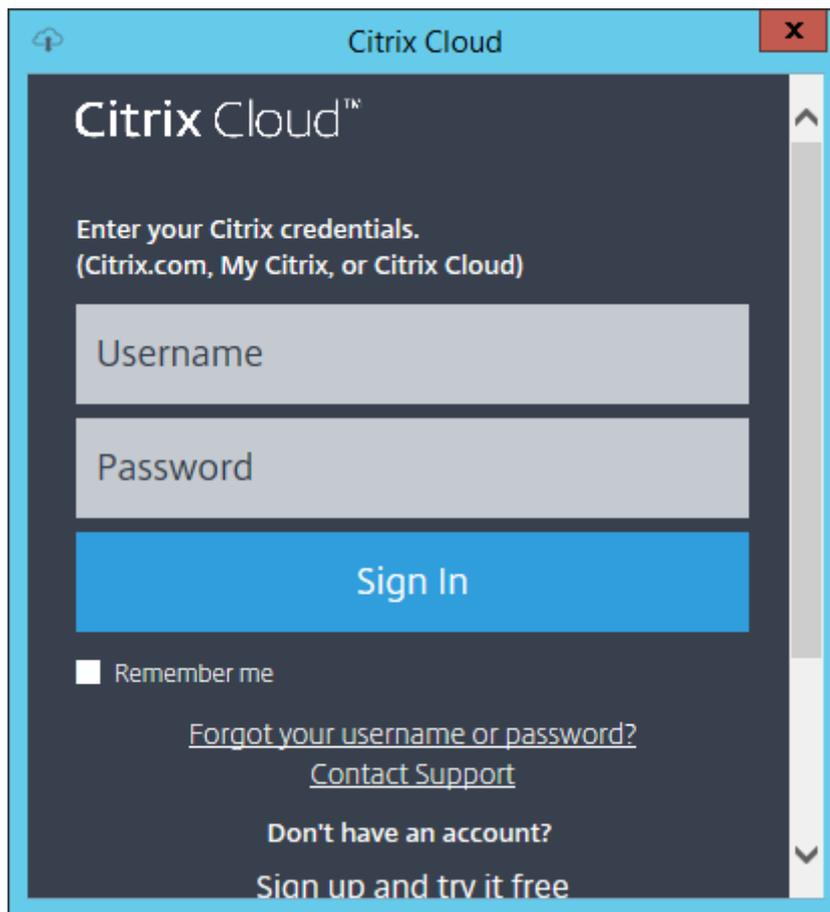 Citrix Cloud
x
Citrix Cloud™
Enter your Citrix credentials.
(Citrix.com, My Citrix, or Citrix Cloud)
Username
Password
Sign In
Remember me
Forgot your username or password?
Contact Support
Don't have an account?
Sign up and try it free